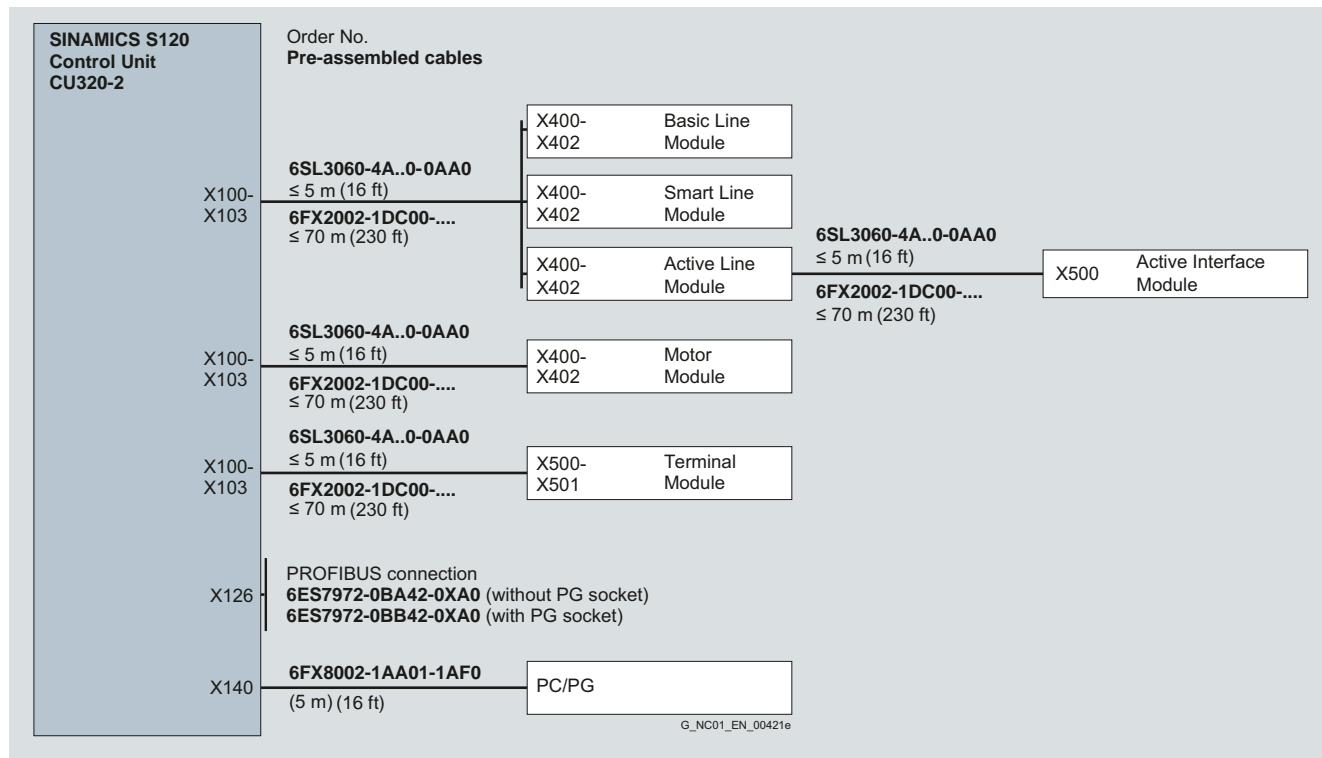 SINAMICS S120
Control Unit
CU320-2
Order No.
Pre-assembled cables
X100-
X103
6SL3060-4A..0-0AA0
≤ 5 m (16 ft)
6FX2002-1DC00-....
≤ 70 m (230 ft)
X400-
X402
Basic Line
Module
X400-
X402
Smart Line
Module
X400-
X402
Active Line
Module
6SL3060-4A..0-0AA0
≤ 5 m (16 ft)
6FX2002-1DC00-....
≤ 70 m (230 ft)
X500
Active Interface
Module
X100-
X103
6SL3060-4A..0-0AA0
≤ 5 m (16 ft)
6FX2002-1DC00-....
≤ 70 m (230 ft)
X400-
X402
Motor
Module
X100-
X103
6SL3060-4A..0-0AA0
≤ 5 m (16 ft)
6FX2002-1DC00-....
≤ 70 m (230 ft)
X500-
X501
Terminal
Module
X126
PROFIBUS connection
6ES7972-0BA42-0XA0 (without PG socket)
6ES7972-0BB42-0XA0 (with PG socket)
X140
6FX8002-1AA01-1AF0
(5 m) (16 ft)
PC/PG
G_NC01_EN_00421e